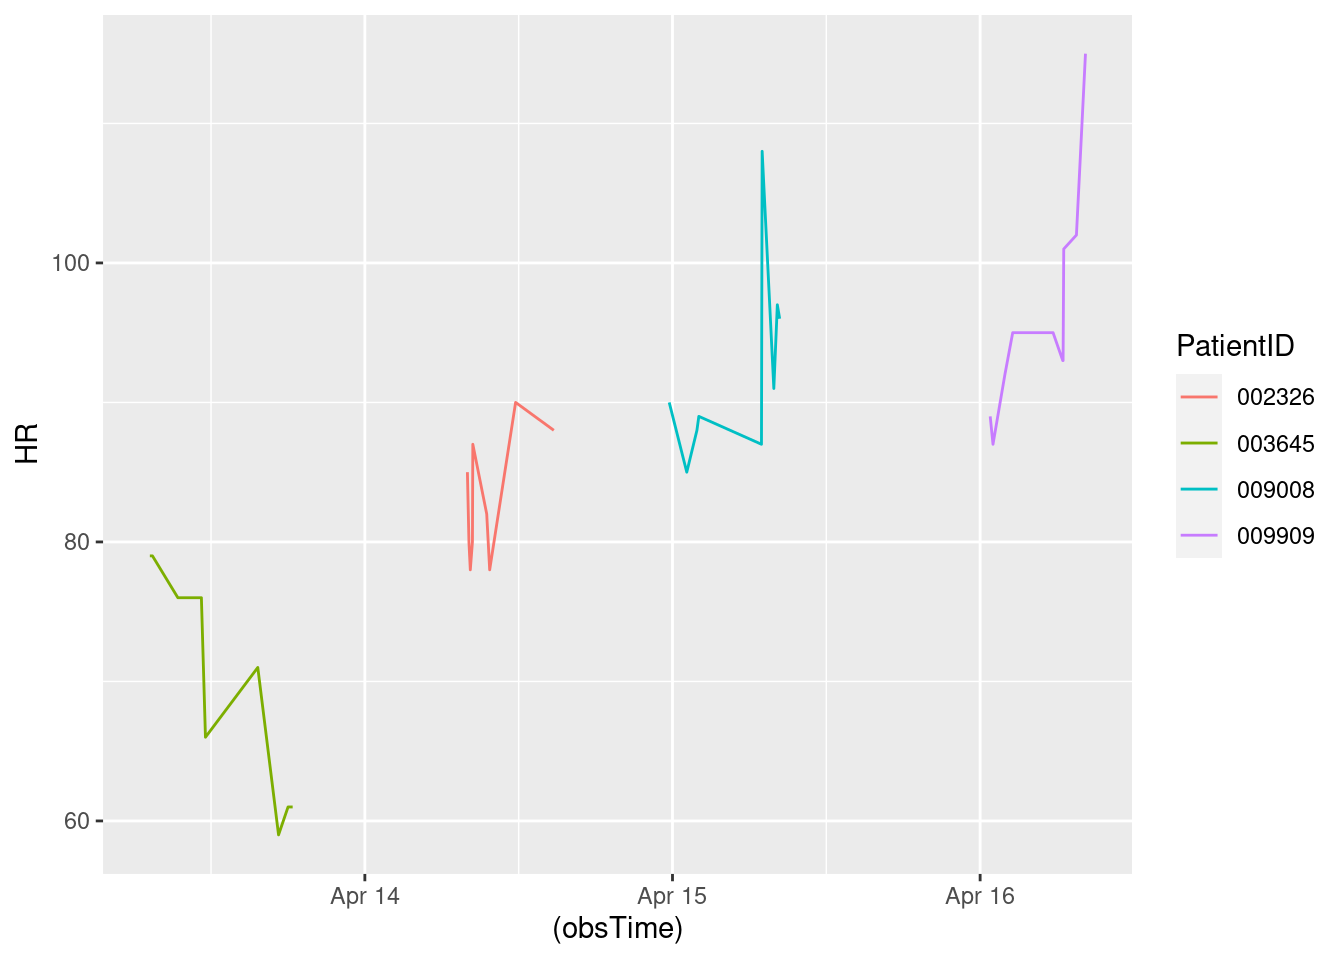 HR
100
80
60
Apr 14
Apr 15
Apr 16
(obsTime)
PatientID
002326
003645
009008
009909